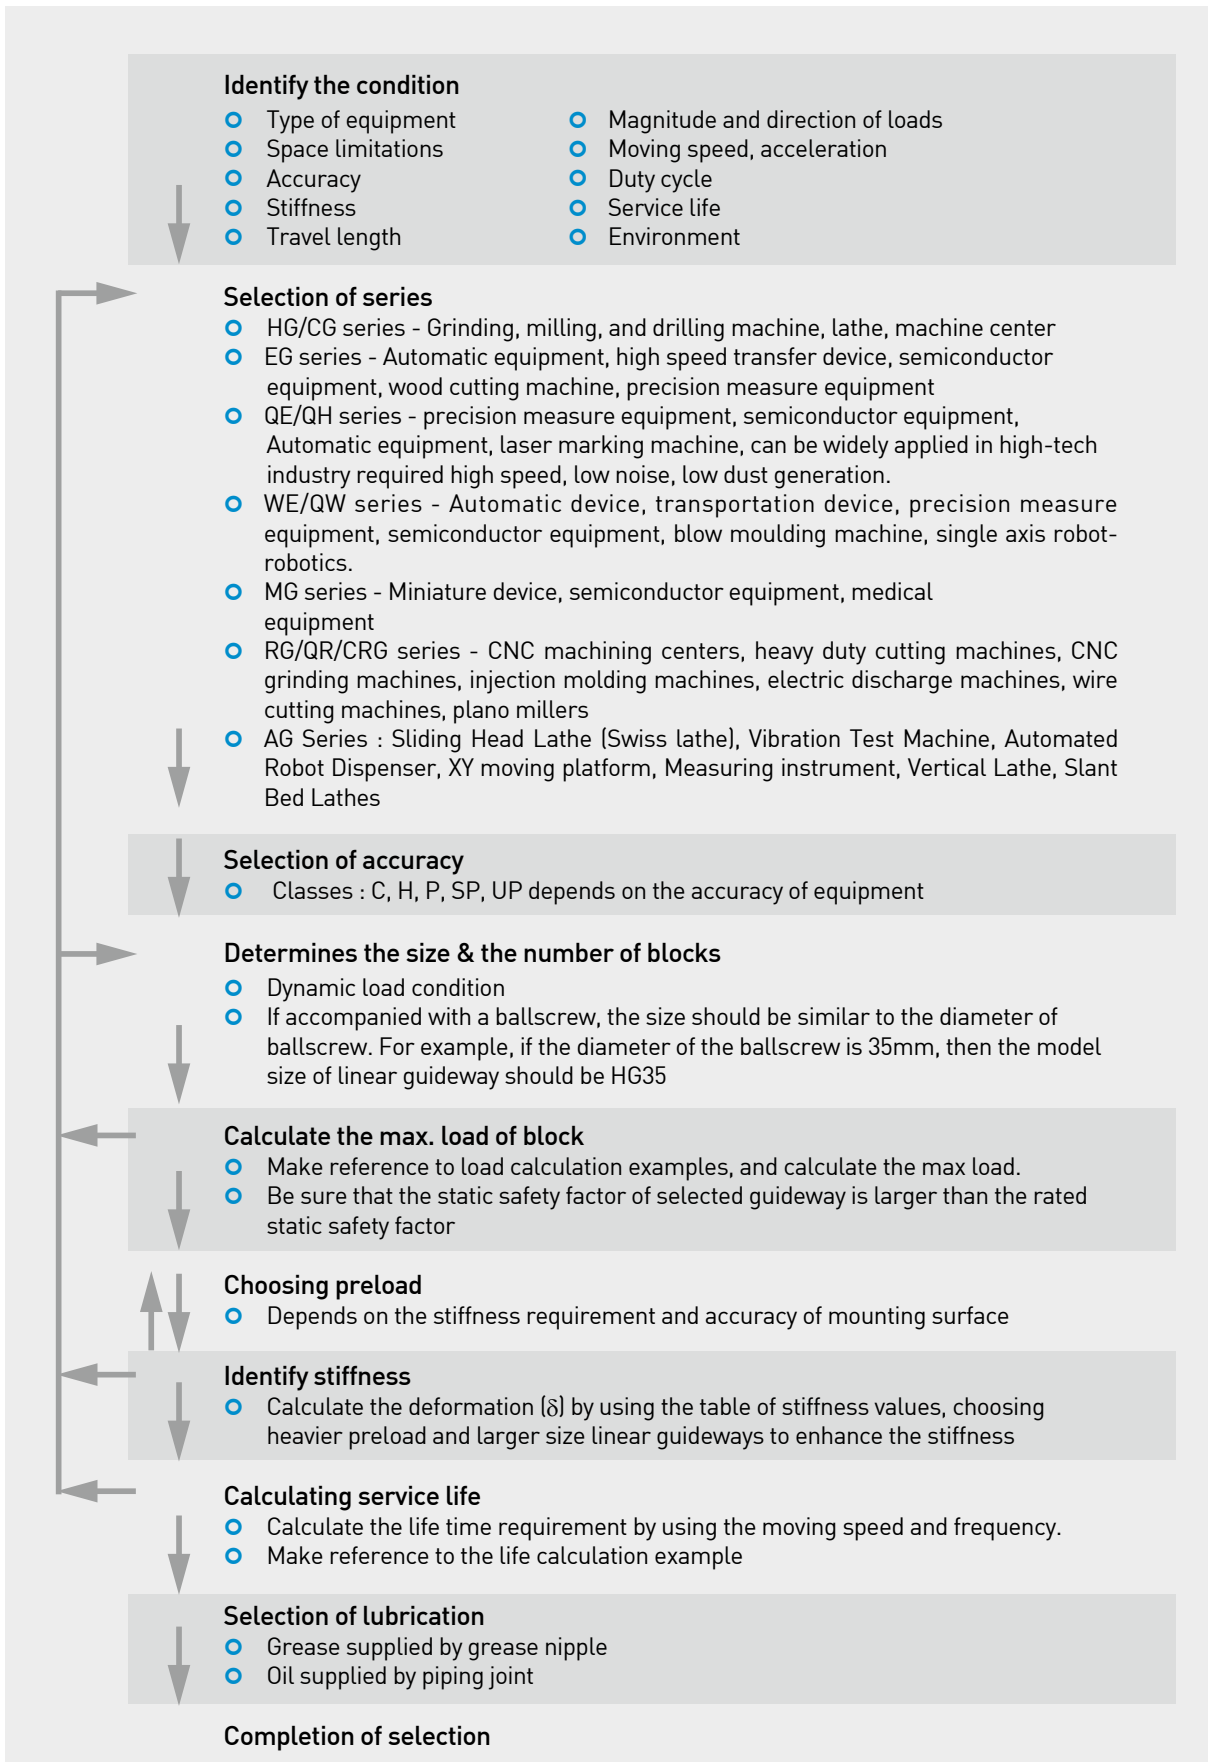 Identify the condition
Type of equipment
Space limitations
Accuracy
Stiffness
Travel length
Magnitude and direction of loads
Moving speed, acceleration
Duty cycle
Service life
Environment
Selection of series
HG/CG series - Grinding, milling, and drilling machine, lathe, machine center
EG series - Automatic equipment, high speed transfer device, semiconductor
equipment, wood cutting machine, precision measure equipment
QE/QH series - precision measure equipment, semiconductor equipment,
Automatic equipment, laser marking machine, can be widely applied in high-tech
industry required high speed, low noise, low dust generation.
WE/QW series - Automatic device, transportation device, precision measure
equipment, semiconductor equipment, blow moulding machine, single axis robot-
robotics.
MG series - Miniature device, semiconductor equipment, medical
equipment
RG/QR/CRG series - CNC machining centers, heavy duty cutting machines, CNC
grinding machines, injection molding machines, electric discharge machines, wire
cutting machines, plano millers
AG Series : Sliding Head Lathe (Swiss lathe), Vibration Test Machine, Automated
Robot Dispenser, XY moving platform, Measuring instrument, Vertical Lathe, Slant
Bed Lathes
Selection of accuracy
Classes : C, H, P, SP, UP depends on the accuracy of equipment
Determines the size & the number of blocks
Dynamic load condition
If accompanied with a ballscrew, the size should be similar to the diameter of
ballscrew. For example, if the diameter of the ballscrew is 35mm, then the model
size of linear guideway should be HG35
Calculate the max. load of block
Make reference to load calculation examples, and calculate the max load.
Be sure that the static safety factor of selected guideway is larger than the rated
static safety factor
Choosing preload
Depends on the stiffness requirement and accuracy of mounting surface
Identify stiffness
Calculate the deformation (δ) by using the table of stiffness values, choosing
heavier preload and larger size linear guideways to enhance the stiffness
Calculating service life
Calculate the life time requirement by using the moving speed and frequency.
Make reference to the life calculation example
Selection of lubrication
Grease supplied by grease nipple
Oil supplied by piping joint
Completion of selection